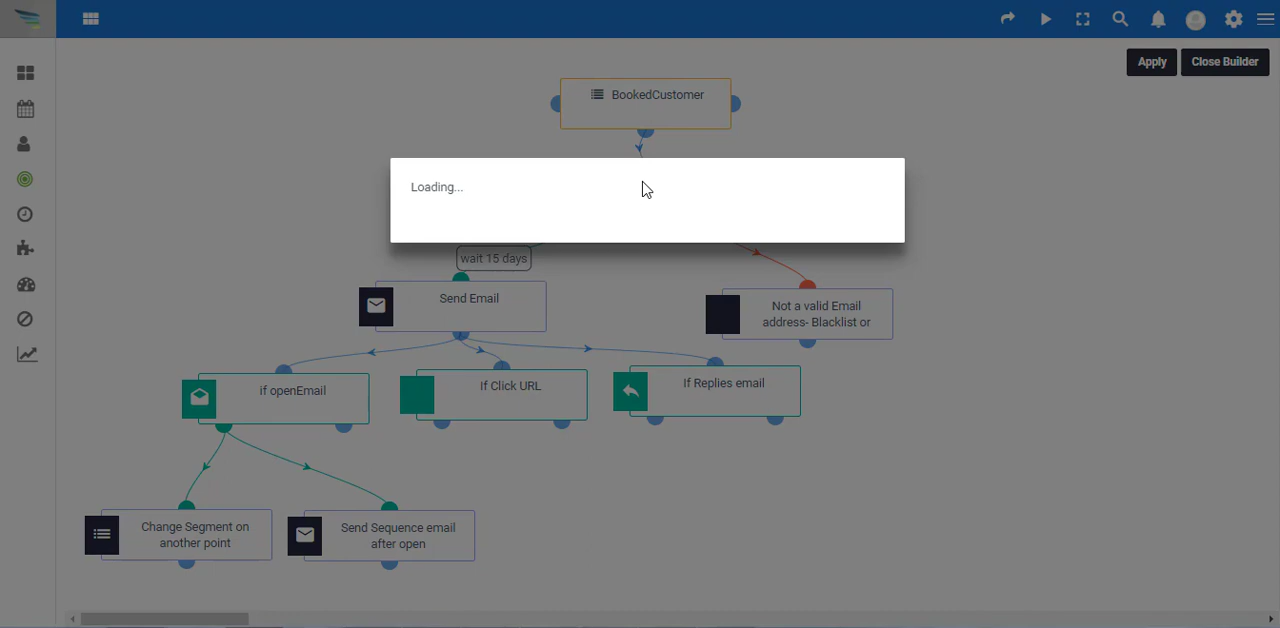 Apply
Close Builder
BookedCustomer
Loading...
wait 15 days
Send Email
Not a valid Email
address- Blacklist or
if openEmail
If Click URL
If Replies email
Change Segment on
another point
Send Sequence email
after open